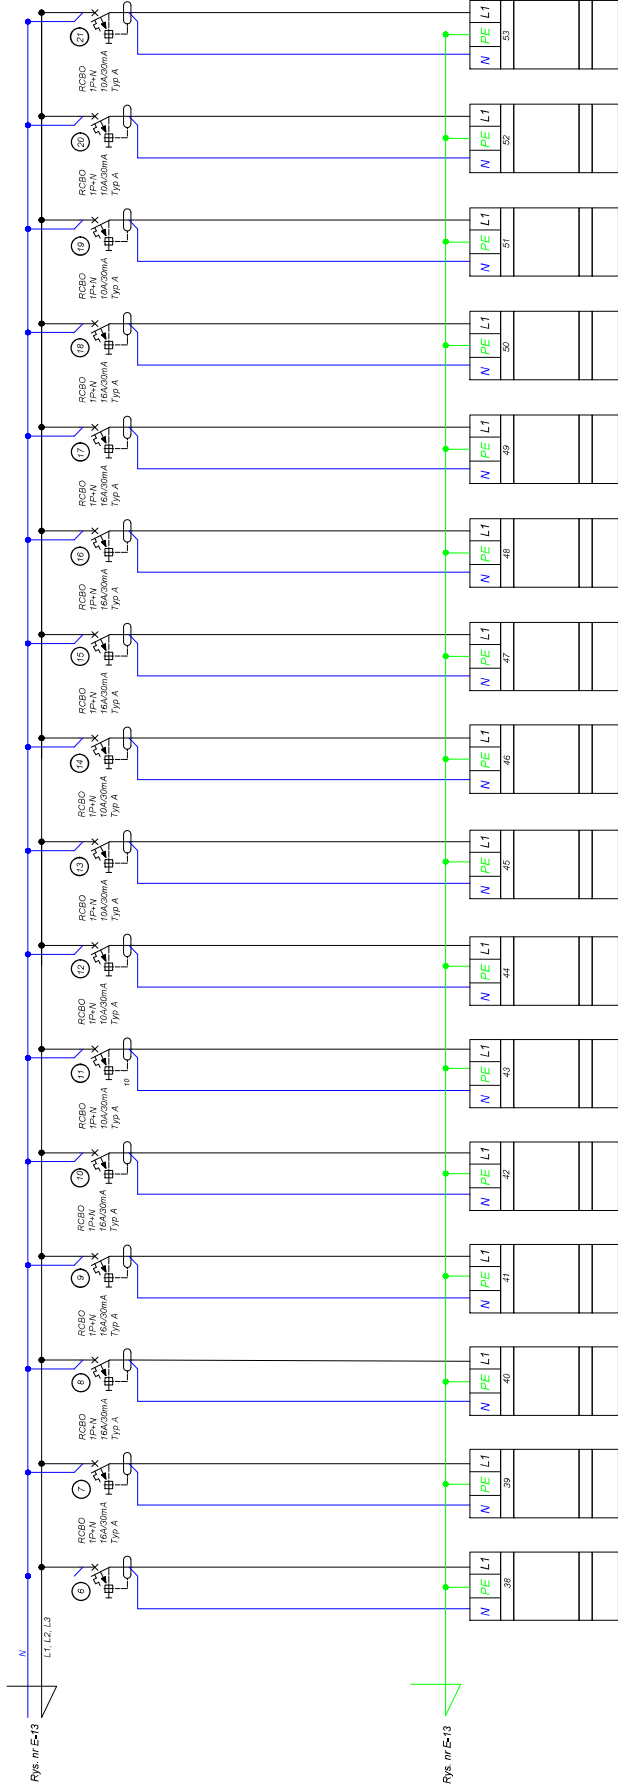 Rys. nr E-13
N
L1, L2, L3
6
7
RCBO
1P+N
16A/30mA
Typ A
8
RCBO
1P+N
16A/30mA
Typ A
9
RCBO
1P+N
16A/30mA
Typ A
10
RCBO
1P+N
16A/30mA
Typ A
11
RCBO
1P+N
10A/30mA
Typ A
10
12
RCBO
1P+N
10A/30mA
Typ A
13
RCBO
1P+N
10A/30mA
Typ A
14
RCBO
1P+N
10A/30mA
Typ A
15
RCBO
1P+N
16A/30mA
Typ A
16
RCBO
1P+N
16A/30mA
Typ A
17
RCBO
1P+N
16A/30mA
Typ A
18
RCBO
1P+N
16A/30mA
Typ A
19
RCBO
1P+N
10A/30mA
Typ A
20
RCBO
1P+N
10A/30mA
Typ A
21
RCBO
1P+N
10A/30mA
Typ A
Rys. nr E-13
N PE L1
38
N PE L1
39
N PE L1
40
N PE L1
41
N PE L1
42
N PE L1
43
N PE L1
44
N PE L1
45
N PE L1
46
N PE L1
47
N PE L1
48
N PE L1
49
N PE L1
50
N PE L1
51
N PE L1
52
N PE L1
53